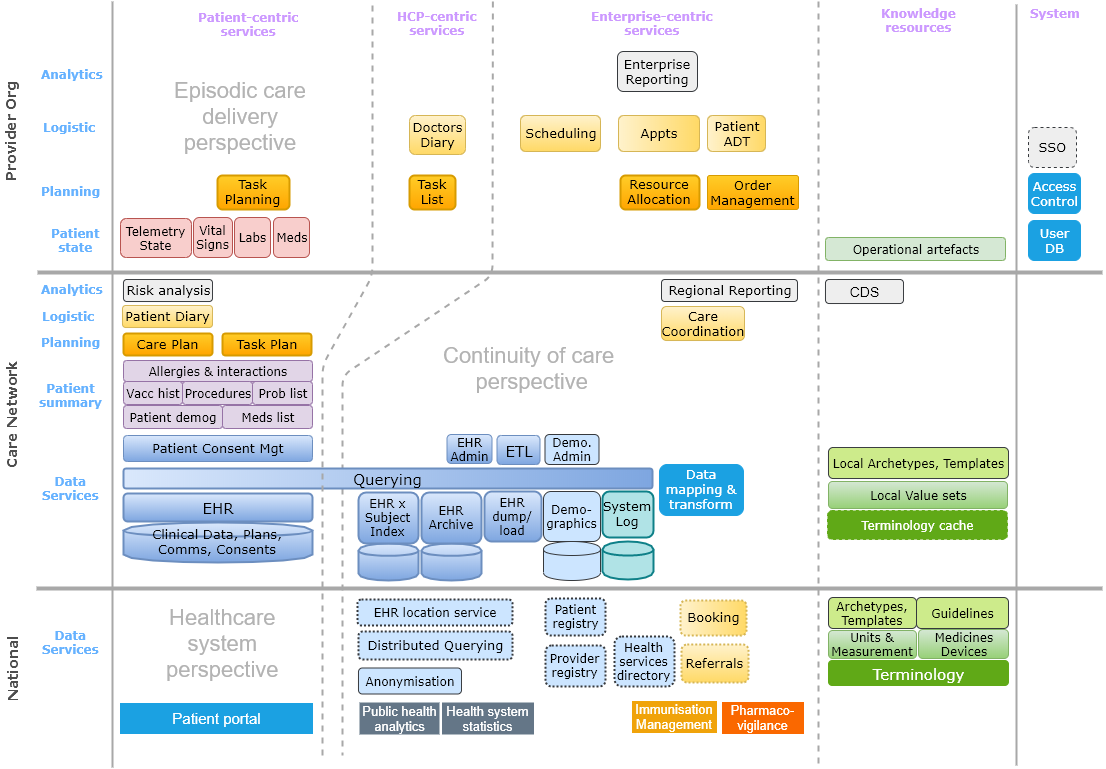 Patient-centric
services
HCP-centric
services
Enterprise-centric
services
Knowledge
resources
System
Provider Org
Analytics
Episodic care
delivery
perspective
Enterprise
Reporting
Logistic
Doctors
Diary
Scheduling
Appts
Patient
ADT
SSO
Planning
Task
Planning
Task
List
Resource
Allocation
Order
Management
Access
Control
Patient
state
Telemetry
State
Vital
Signs
Labs
Meds
Operational artefacts
User
DB
Care Network
Analytics
Risk analysis
Regional Reporting
CDS
Logistic
Patient Diary
Care
Coordination
Planning
Care Plan
Task Plan
Continuity of care
perspective
Patient
summary
Allergies & interactions
Vacc hist
Procedures
Prob list
Patient demog
Meds list
Data
Services
Patient Consent Mgt
EHR
Admin
ETL
Demo.
Admin
Local Archetypes, Templates
Querying
Data
mapping &
transform
Local Value sets
EHR
EHR x
Subject
Index
EHR
Archive
EHR
dump/
load
Demo-
graphics
System
Log
Terminology cache
Clinical Data, Plans,
Comms, Consents
National
Data
Services
Healthcare
system
perspective
EHR location service
Patient
registry
Booking
Archetypes,
Templates
Guidelines
Distributed Querying
Provider
registry
Health
services
directory
Referrals
Units &
Measurement
Medicines
Devices
Anonymisation
Terminology
Patient portal
Public health
analytics
Health system
statistics
Immunisation
Management
Pharmaco-
vigilance